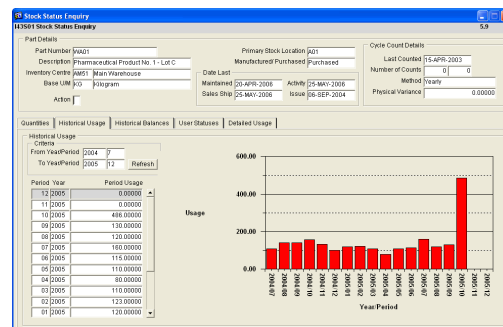 Stock Status Enquiry
I43S01 Stock Status Enquiry 5.9
Part Details
Part Number WA01
Description Pharmaceutical Product No. 1 - Lot C
Inventory Centre AM51 Main Warehouse
Base U/M KG Kilogram
Action
Primary Stock Location A01
Manufactured/ Purchased Purchased
Date Last
Maintained 20-APR-2006 Activity 25-MAY-2006
Sales Ship 25-MAY-2006 Issue 06-SEP-2004
Cycle Count Details
Last Counted 15-APR-2003
Number of Counts 0 0
Method Yearly
Physical Variance 0.00000
Quantities Historical Usage Historical Balances User Statuses Detailed Usage
Historical Usage
Criteria
From Year/Period 2004 7
To Year/Period 2005 12 Refresh
Period Year Period Usage
12 2005 0.00000
11 2005 0.00000
10 2005 486.00000
09 2005 130.00000
08 2005 120.00000
07 2005 160.00000
06 2005 115.00000
05 2005 110.00000
04 2005 80.00000
03 2005 110.00000
02 2005 123.00000
01 2005 120.00000
Usage
600.00
400.00
200.00
0.00
2004/07
2004/08
2004/09
2004/10
2004/11
2004/12
2005/01
2005/02
2005/03
2005/04
2005/05
2005/06
2005/07
2005/08
2005/09
2005/10
2005/11
2005/12
Year/Period